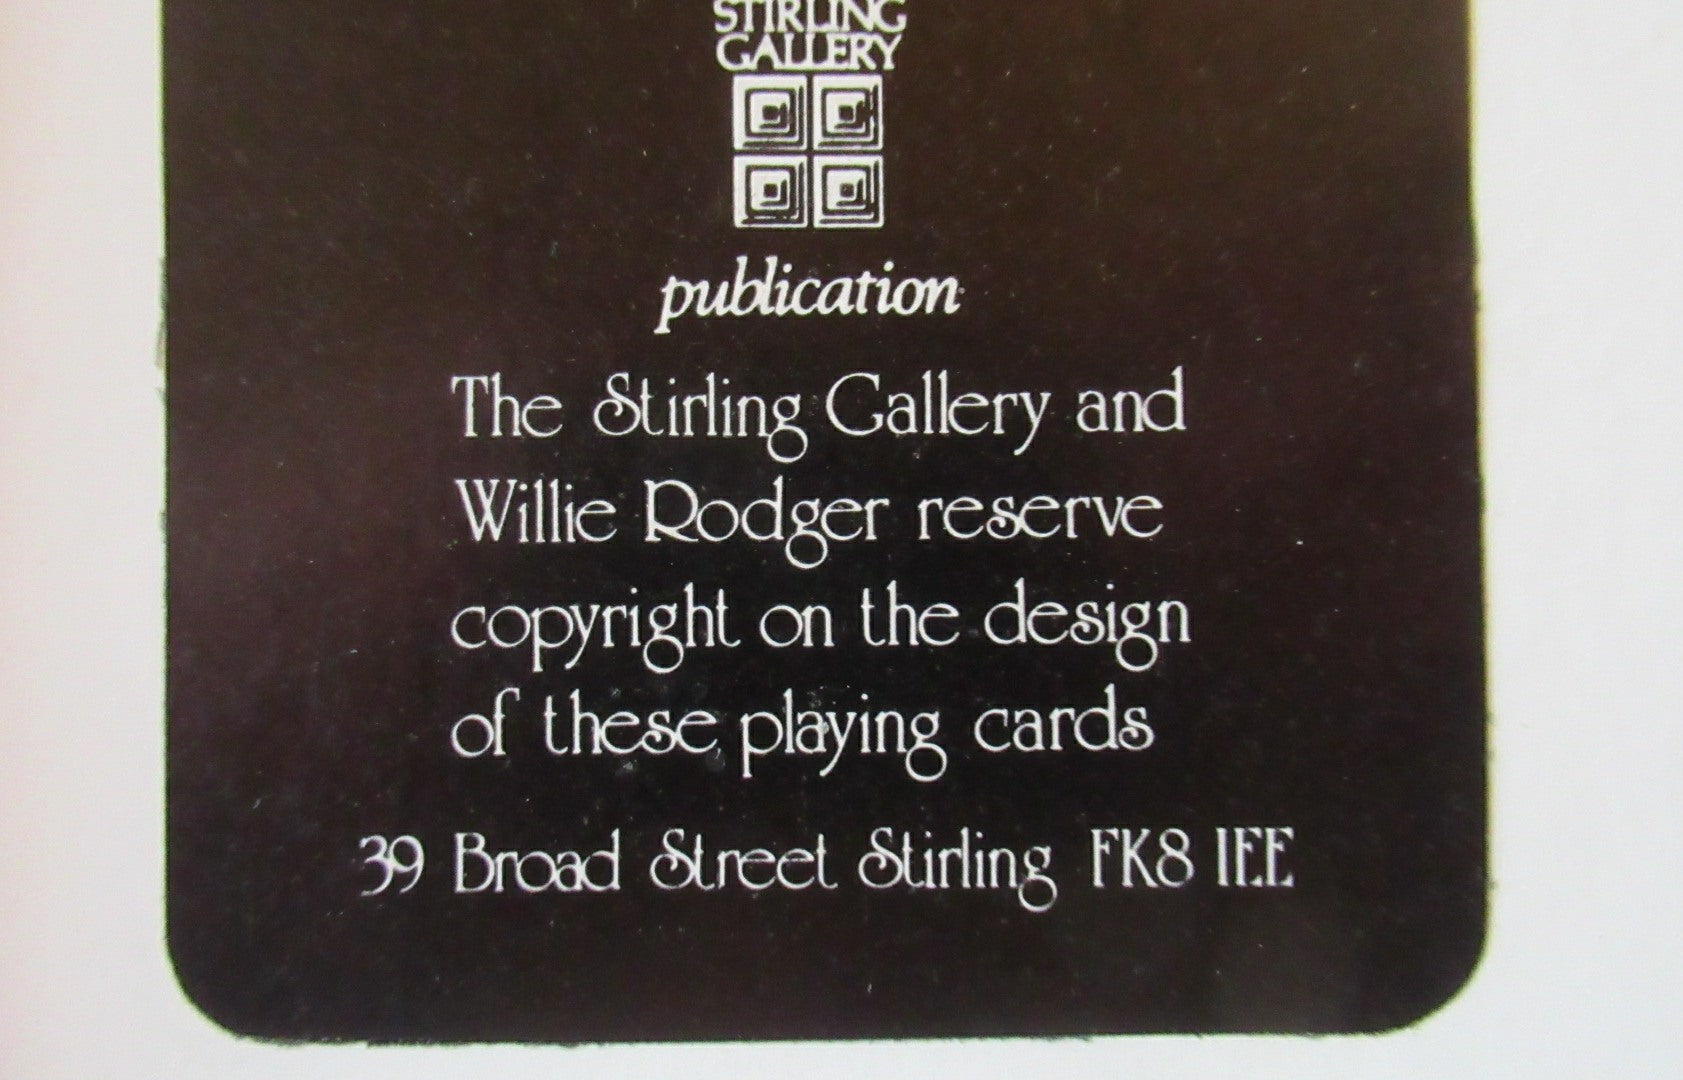 STIRLING
GALLERY
publication
The Stirling Gallery and
Willie Rodger reserve
copyright on the design
of these playing cards
39 Broad Street Stirling FK8 1EE